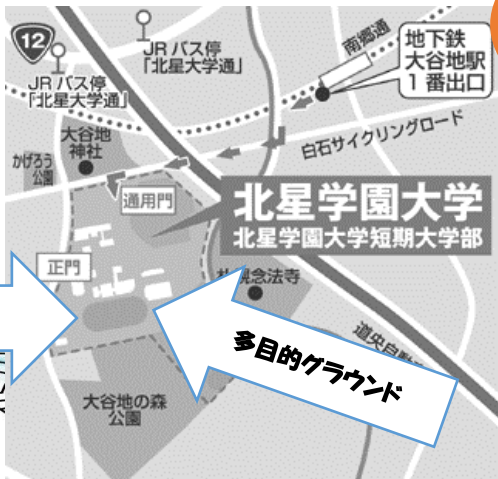 12
JRバス停
「北星大学通」
JRバス停
「北星大学通」
南郷通
地下鉄
大谷地駅
1番出口
大谷地
神社
白石サイクリングロード
かげろう
公園
通用門
北星学園大学
北星学園大学短期大学部
正門
札幌念法寺
多目的グラウンド
道央自動
大谷地の森
公園